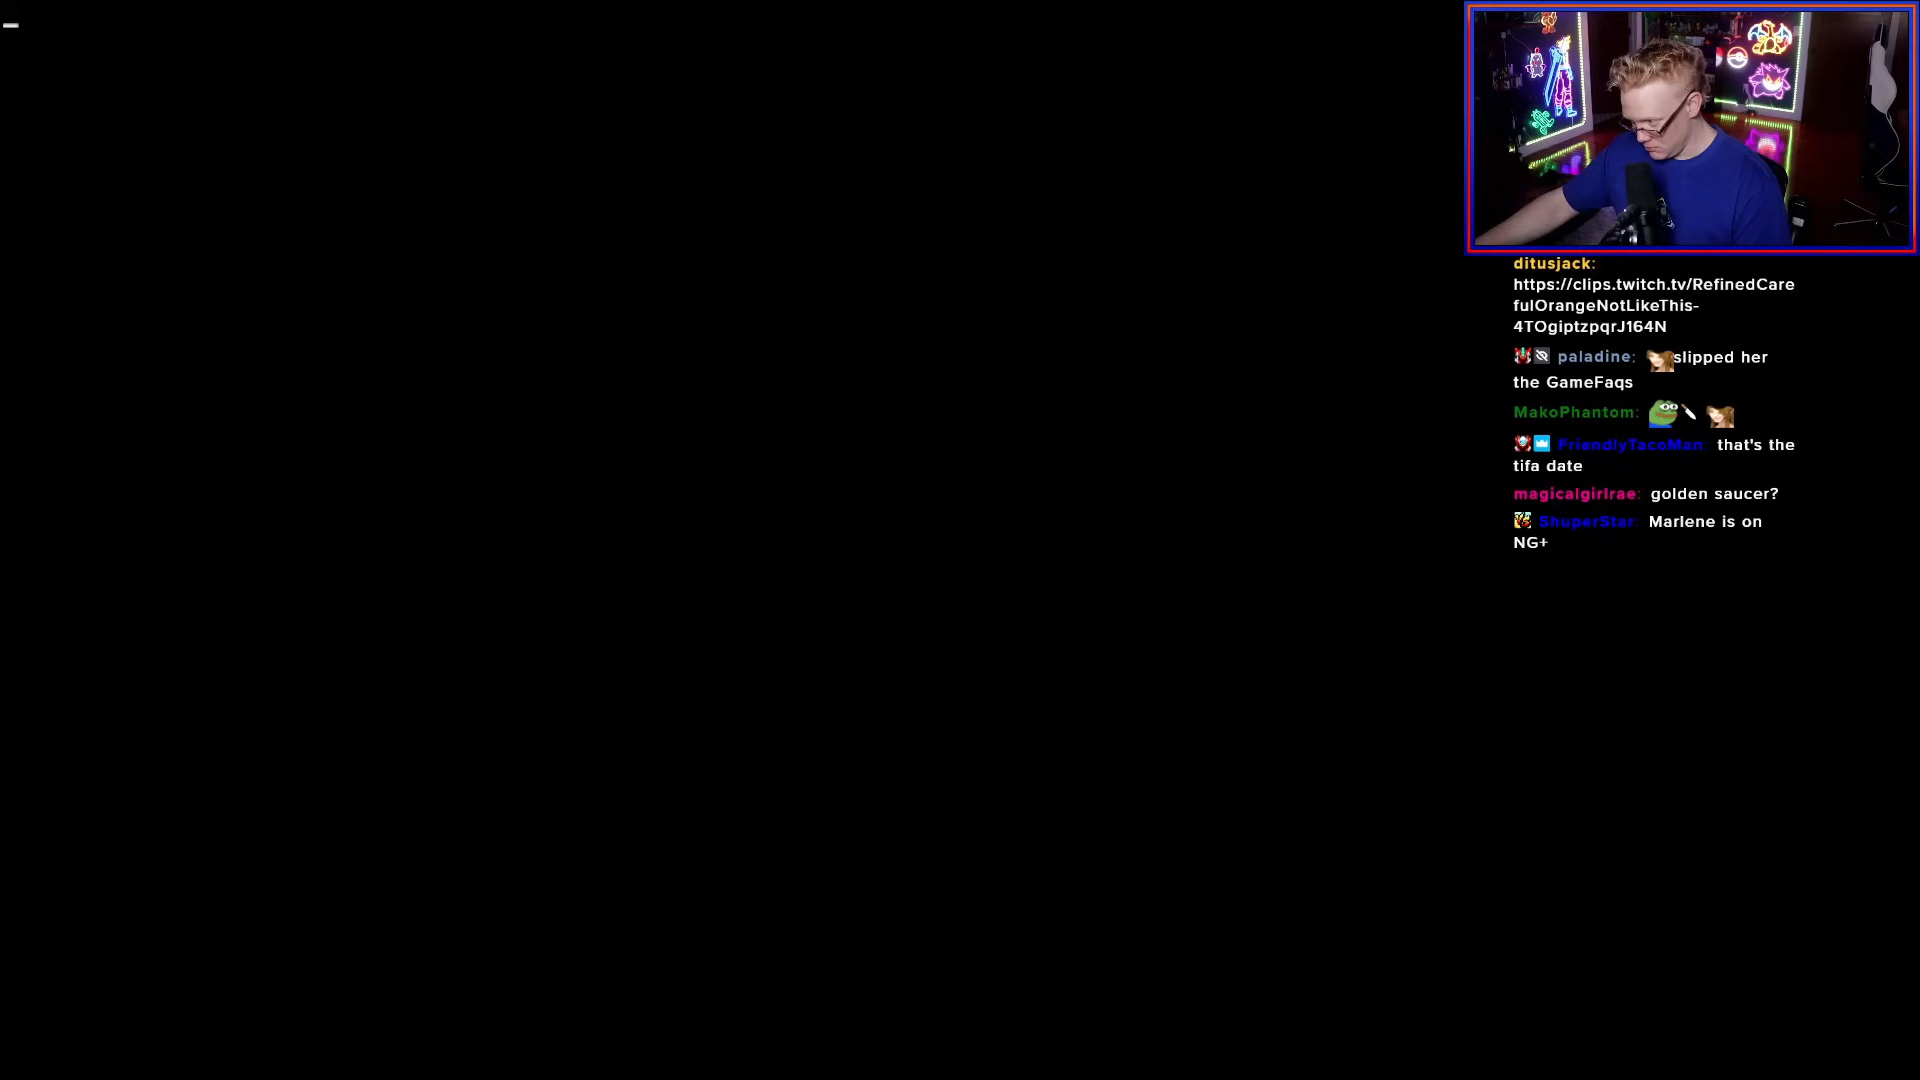 ditusjack:
https://clips.twitch.tv/RefinedCare
fulOrangeNotLikeThis-
4TOgiptzpqrJ164N
paladine: slipped her
the GameFaqs
MakoPhantom:
FriendlyTacoMan: that's the
tifa date
magicalgirlrae: golden saucer?
ShuperStar: Marlene is on
NG+